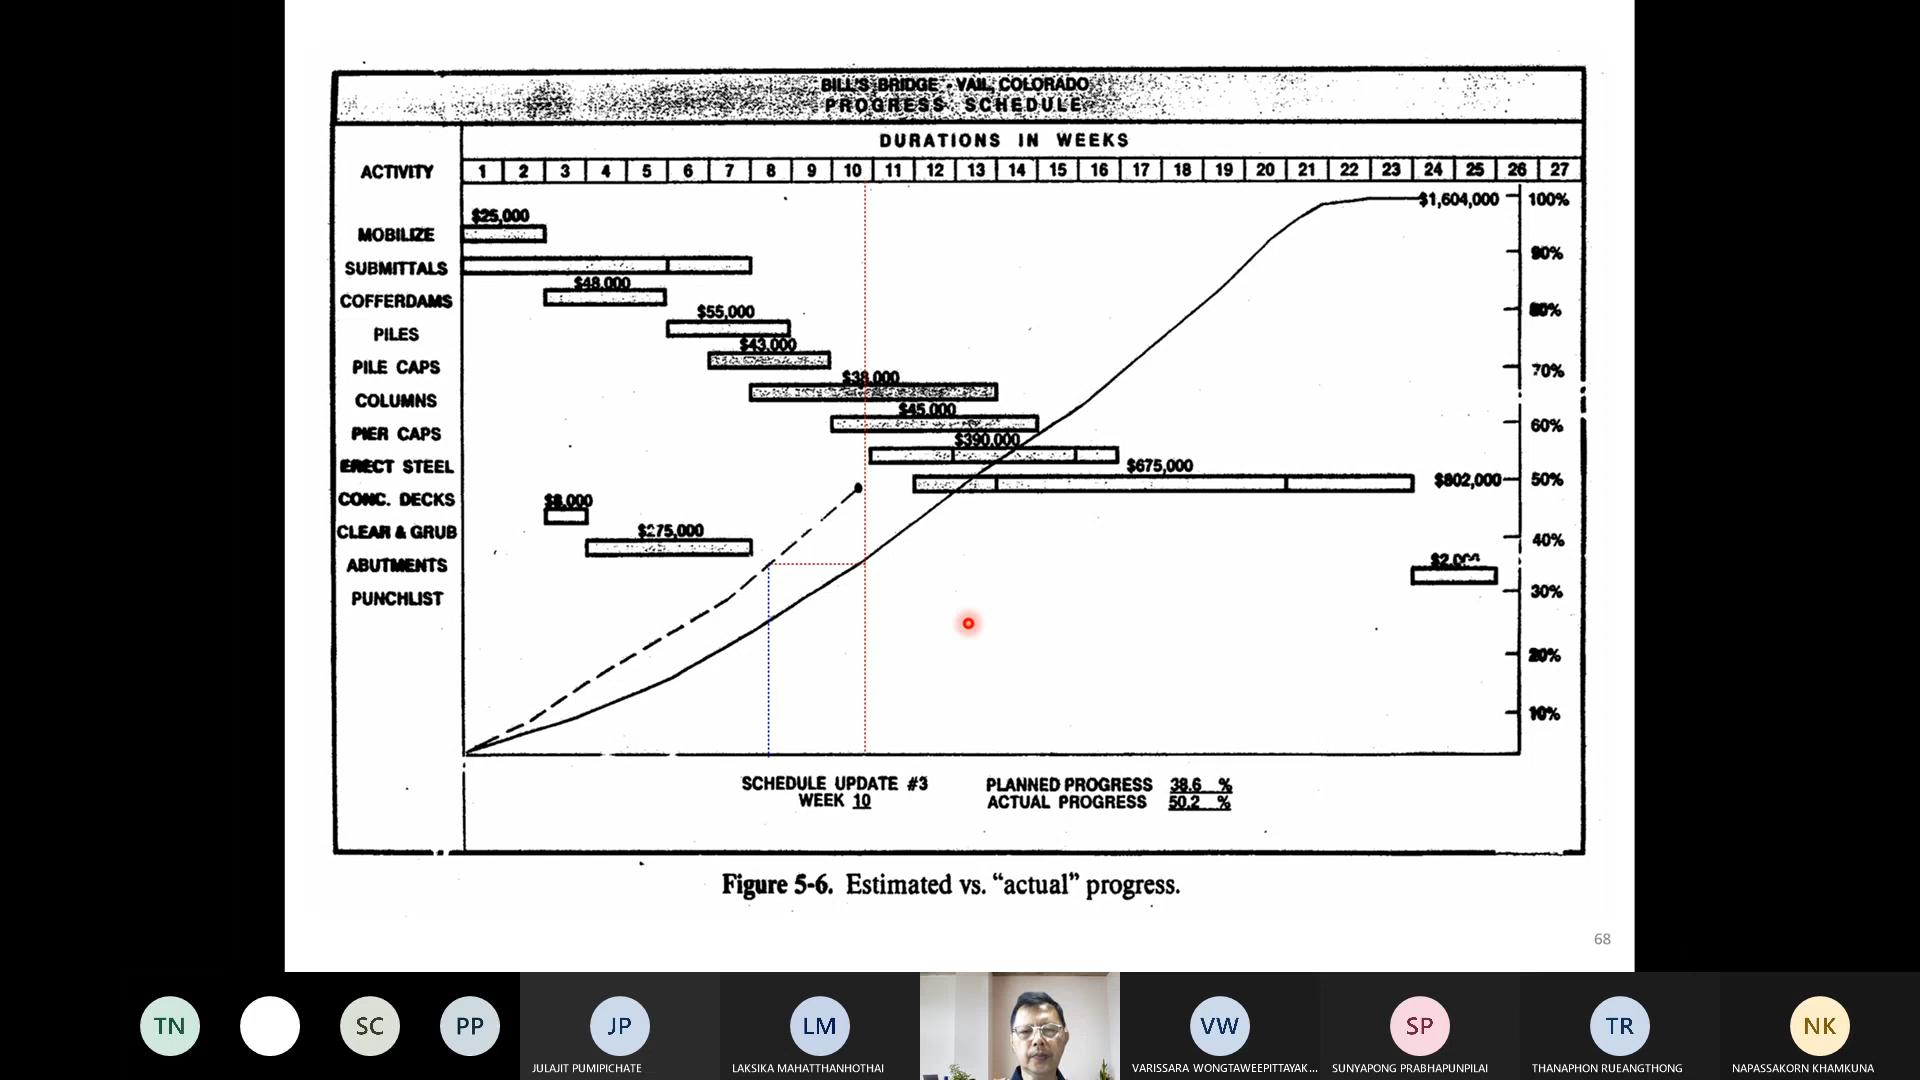 BILL'S BRIDGE - VAIL, COLORADO
PROGRESS SCHEDULE
DURATIONS IN WEEKS
ACTIVITY 1 2 3 4 5 6 7 8 9 10 11 12 13 14 15 16 17 18 19 20 21 22 23 24 25 26 27
$1,604,000 100%
$25,000
MOBILIZE
90%
SUBMITTALS
$48,000
COFFERDAMS
80%
$55,000
PILES
$43,000
PILE CAPS
70%
$38,000
COLUMNS
$45,000
60%
PIER CAPS
$390,000
ERECT STEEL
$675,000
$802,000 50%
CONC. DECKS
$8,000
CLEAR & GRUB
$275,000
40%
ABUTMENTS
30%
PUNCHLIST
20%
10%
SCHEDULE UPDATE #3 PLANNED PROGRESS 38.6 %
WEEK 10 ACTUAL PROGRESS 50.2 %
Figure 5-6. Estimated vs. “actual” progress.
68
TN SC PP JP LM VW SP TR NK
JULAJIT PUMIPICHATE LAKSIKA MAHATTHANHOTHAI VARISSARA WONGTAWEEPITTAYAK... SUNYAPONG PRABHAPUNPILAI THANAPHON RUEANGTHONG NAPASSAKORN KHAMKUNA